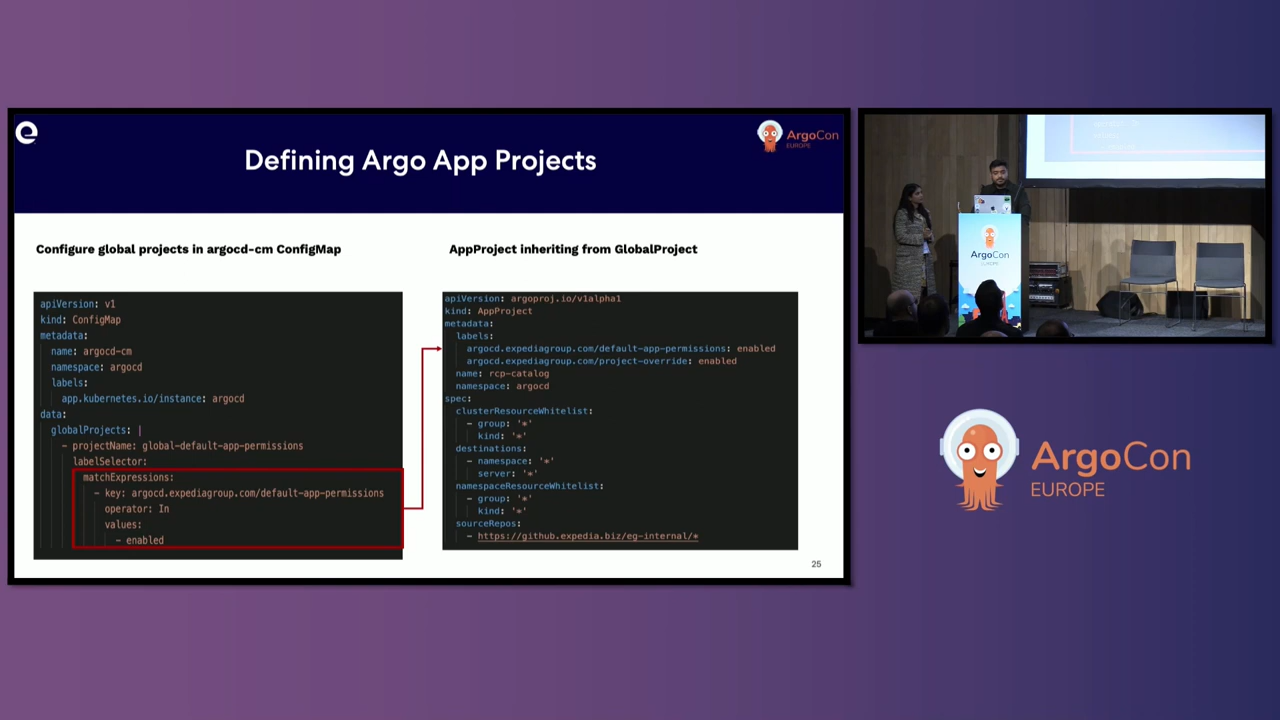 e
ArgoCon
EUROPE
Defining Argo App Projects
Configure global projects in argocd-cm ConfigMap
apiVersion: v1
kind: ConfigMap
metadata:
  name: argocd-cm
  namespace: argocd
  labels:
    app.kubernetes.io/instance: argocd
data:
  globalProjects: |
    - projectName: global-default-app-permissions
      labelSelector:
        matchExpressions:
          - key: argocd.expediagroup.com/default-app-permissions
            operator: In
            values:
              - enabled
AppProject inheriting from GlobalProject
apiVersion: argoproj.io/v1alpha1
kind: AppProject
metadata:
  labels:
    argocd.expediagroup.com/default-app-permissions: enabled
    argocd.expediagroup.com/project-override: enabled
  name: rcp-catalog
  namespace: argocd
spec:
  clusterResourceWhitelist:
    - group: '*'
      kind: '*'
  destinations:
    - namespace: '*'
      server: '*'
  namespaceResourceWhitelist:
    - group: '*'
      kind: '*'
  sourceRepos:
    - https://github.expedia.biz/eg-internal/*
25
ArgoCon
ArgoCon
EUROPE